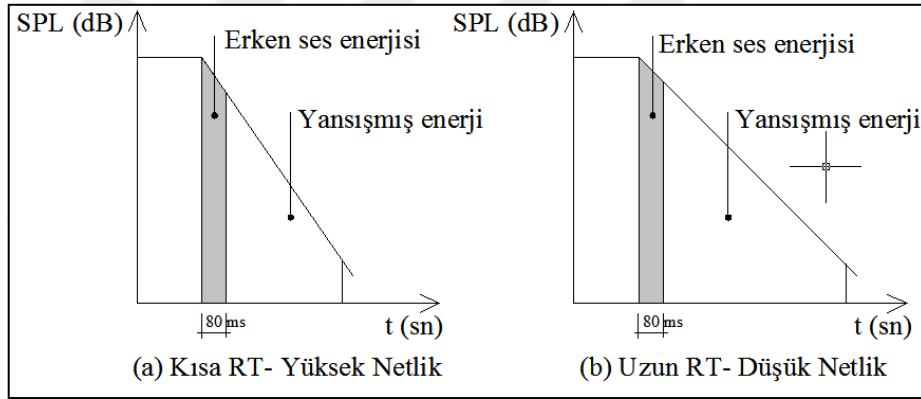 SPL (dB)
Erken ses enerjisi
Yansışmış enerji
80 ms
t (sn)
(a) Kısa RT- Yüksek Netlik
SPL (dB)
Erken ses enerjisi
Yansışmış enerji
80 ms
t (sn)
(b) Uzun RT- Düşük Netlik